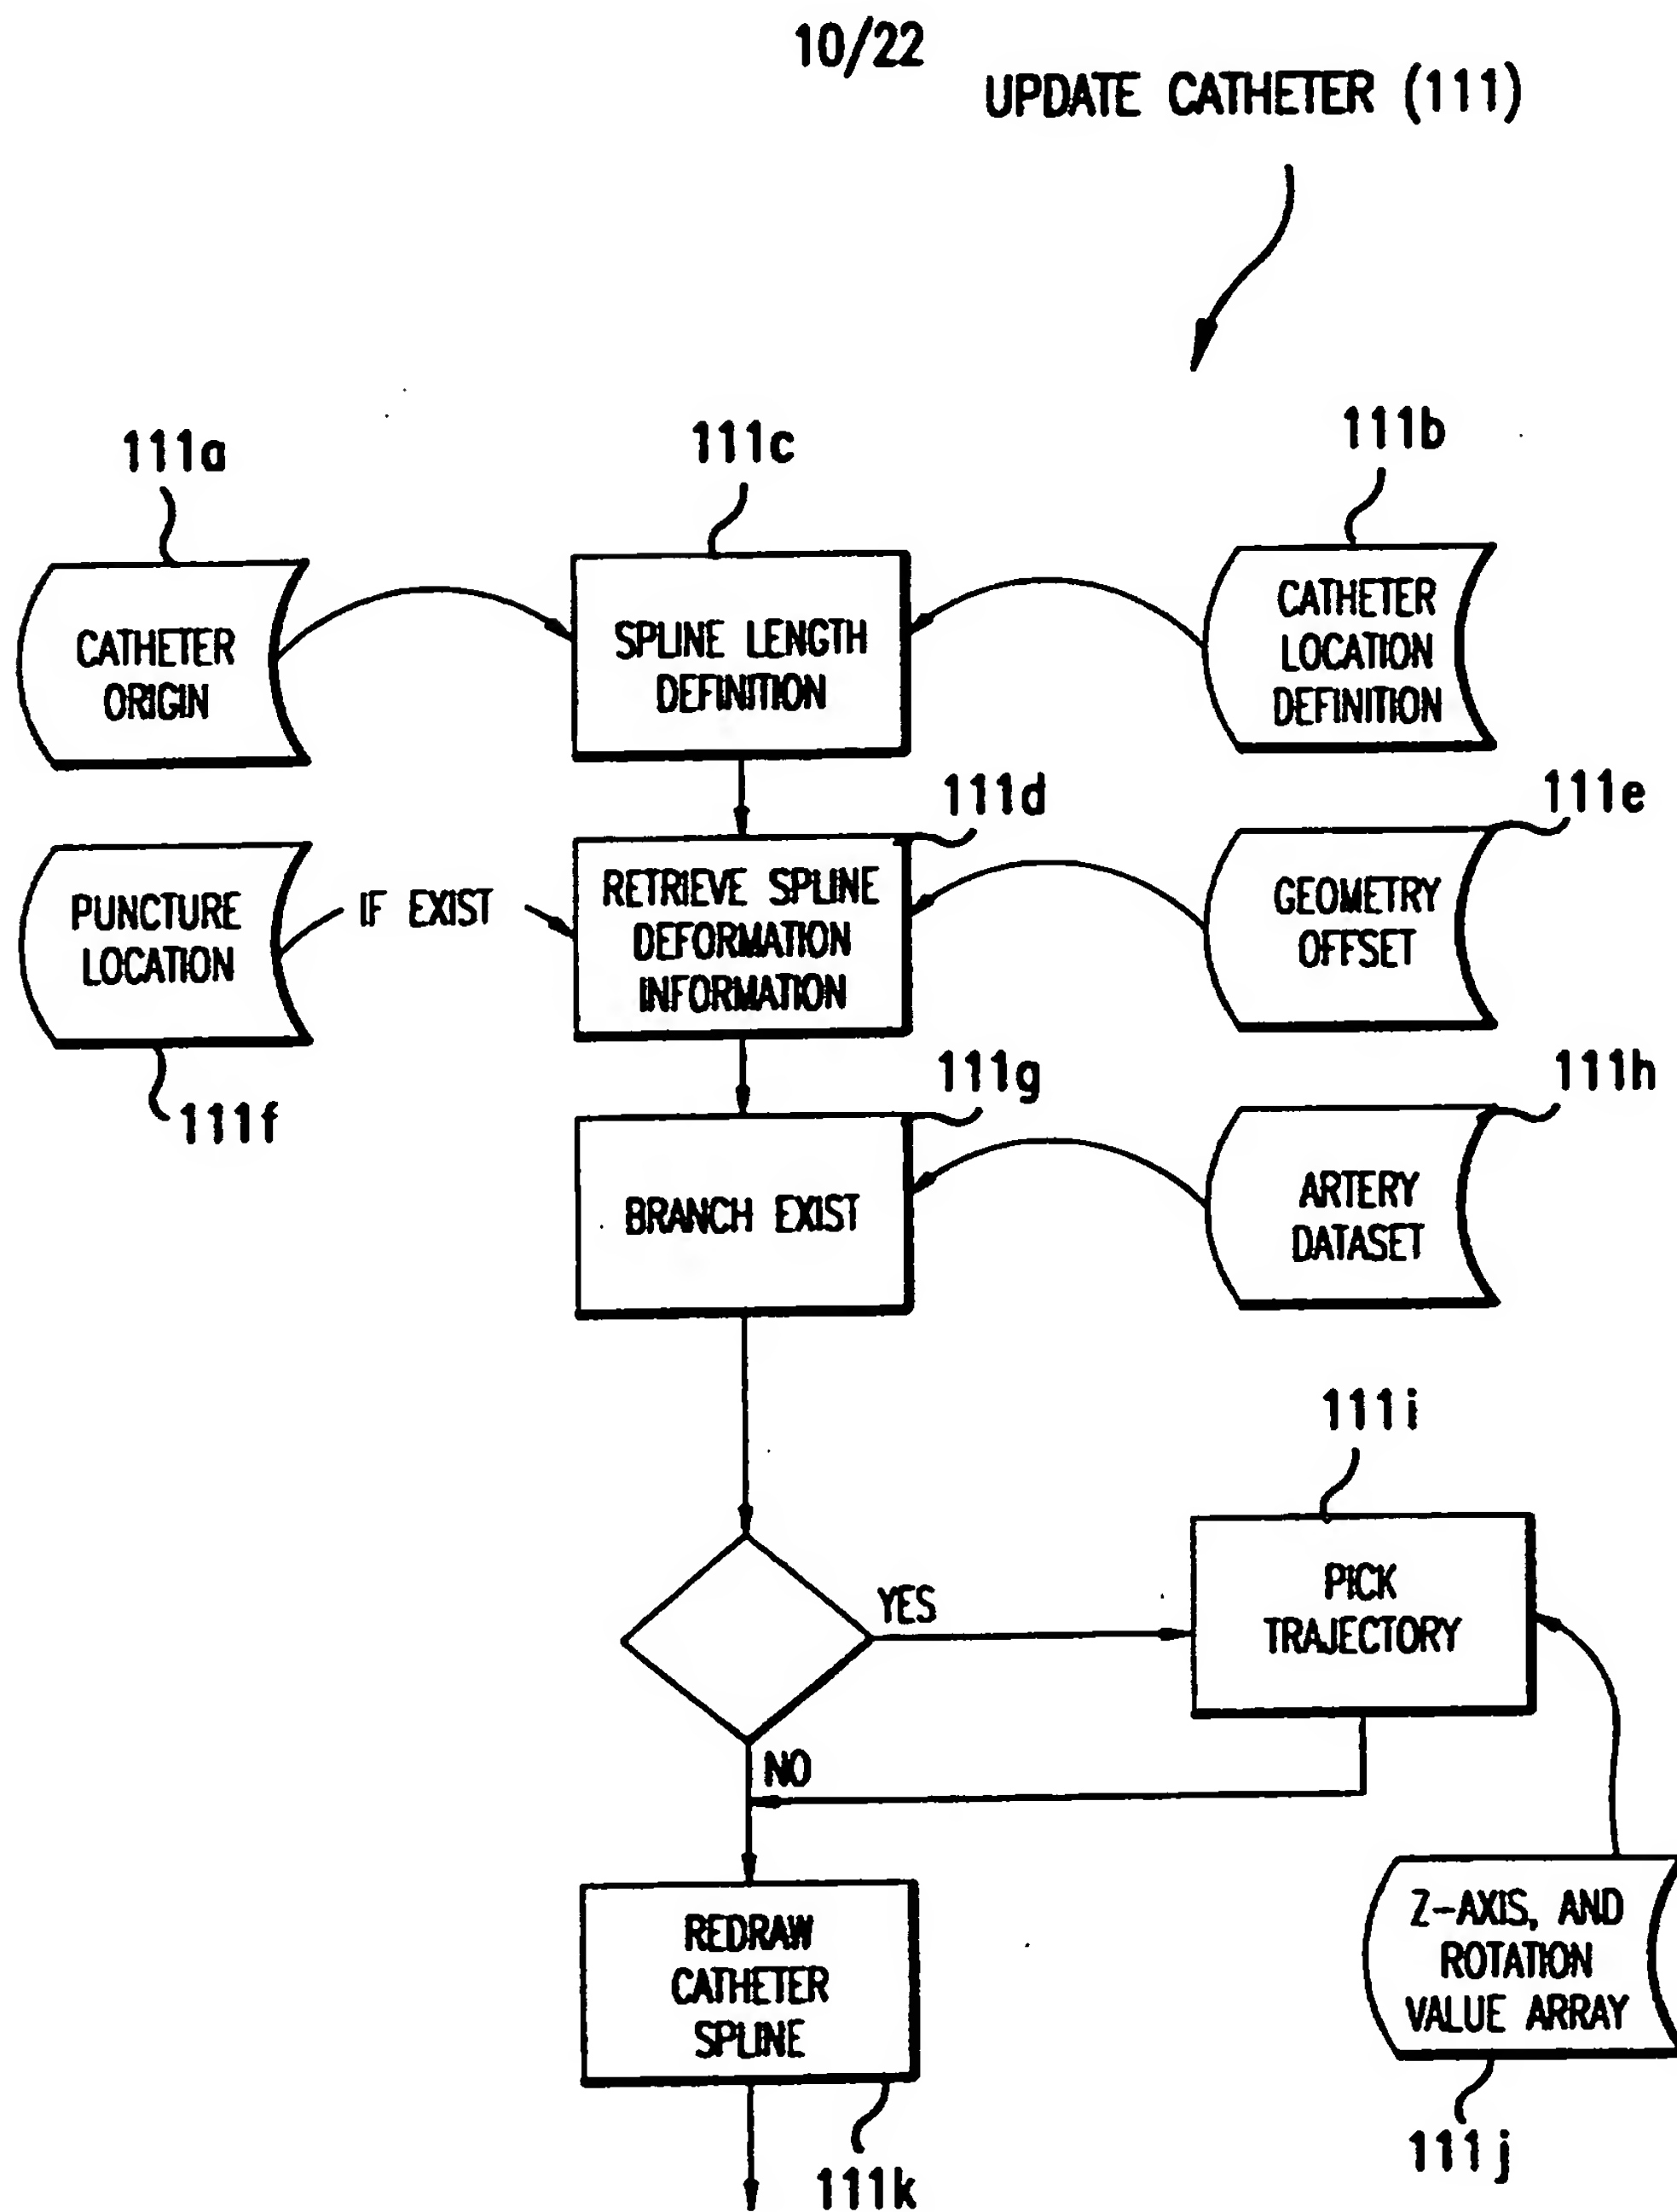 10/22
UPDATE CATHETER (111)
111a
111c
111b
CATHETER
ORIGIN
SPLINE LENGTH
DEFINITION
CATHETER
LOCATION
DEFINITION
111d
111e
PUNCTURE
LOCATION
IF EXIST
RETRIEVE SPLINE
DEFORMATION
INFORMATION
GEOMETRY
OFFSET
111f
111g
111h
BRANCH EXIST
ARTERY
DATASET
111i
YES
PICK
TRAJECTORY
NO
REDRAW
CATHETER
SPLINE
Z-AXIS, AND
ROTATION
VALUE ARRAY
111k
111j